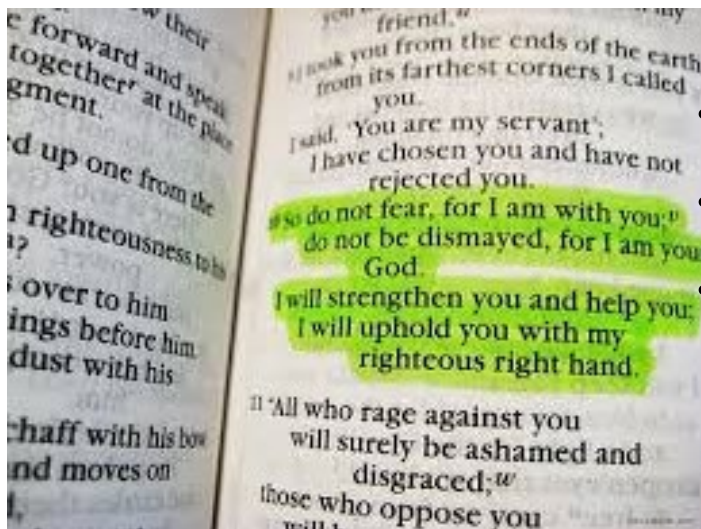 their
e forward and speak
together' at the place
gment.
d up one from the
n righteousness to his
?
s over to him
ings before him
dust with his
chaff with his bow
nd moves on
you
my
friend,"
I took you from the ends of the earth
from its farthest corners I called
you.
I said, 'You are my servant';
I have chosen you and have not
rejected you.
so do not fear, for I am with you;
do not be dismayed, for I am you
God.
I will strengthen you and help you;
I will uphold you with my
righteous right hand.
11 "All who rage against you
will surely be ashamed and
disgraced;w
those who oppose you
will